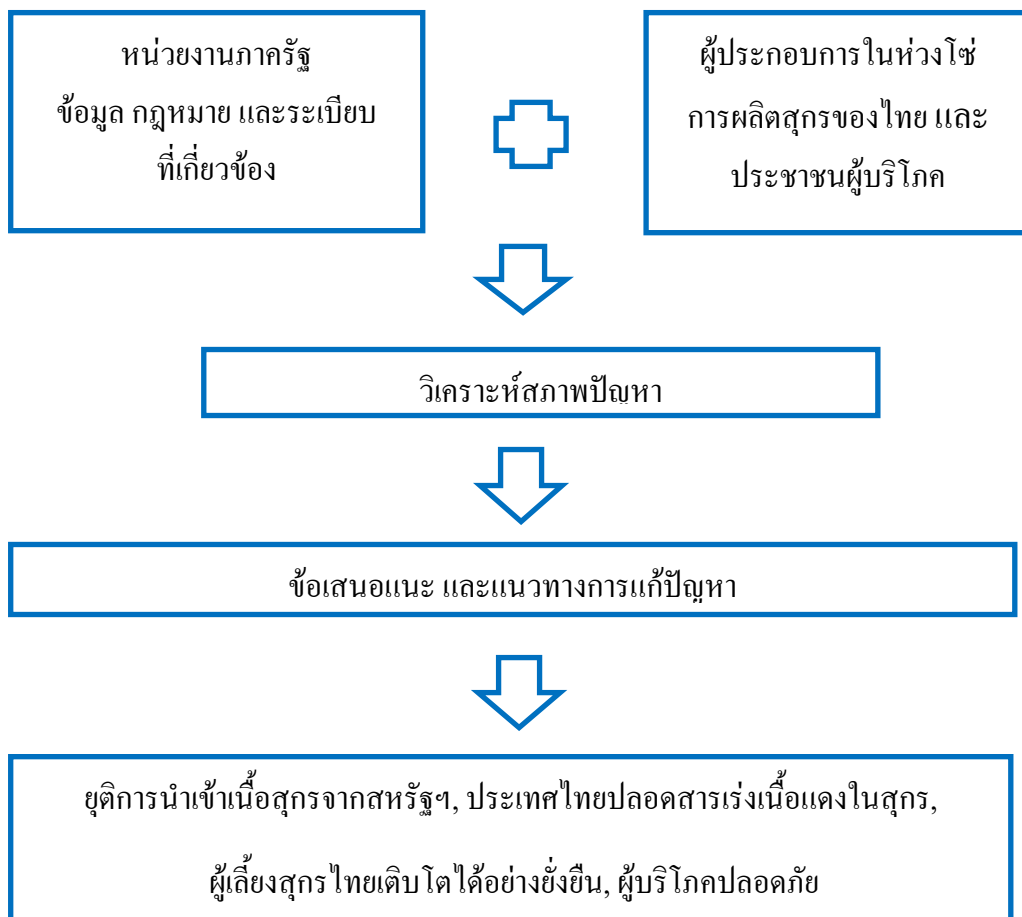 หน่วยงานภาครัฐ
ข้อมูล กฎหมาย และระเบียบ
ที่เกี่ยวข้อง
ผู้ประกอบการในห่วงโซ่
การผลิตสุกรของไทย และ
ประชาชนผู้บริโภค
วิเคราะห์สภาพปัญหา
ข้อเสนอแนะ และแนวทางการแก้ปัญหา
ยุติการนำเข้าเนื้อสุกรจากสหรัฐฯ, ประเทศไทยปลอดสารเร่งเนื้อแดงในสุกร,
ผู้เลี้ยงสุกรไทยเติบโตได้อย่างยั่งยืน, ผู้บริโภคปลอดภัย